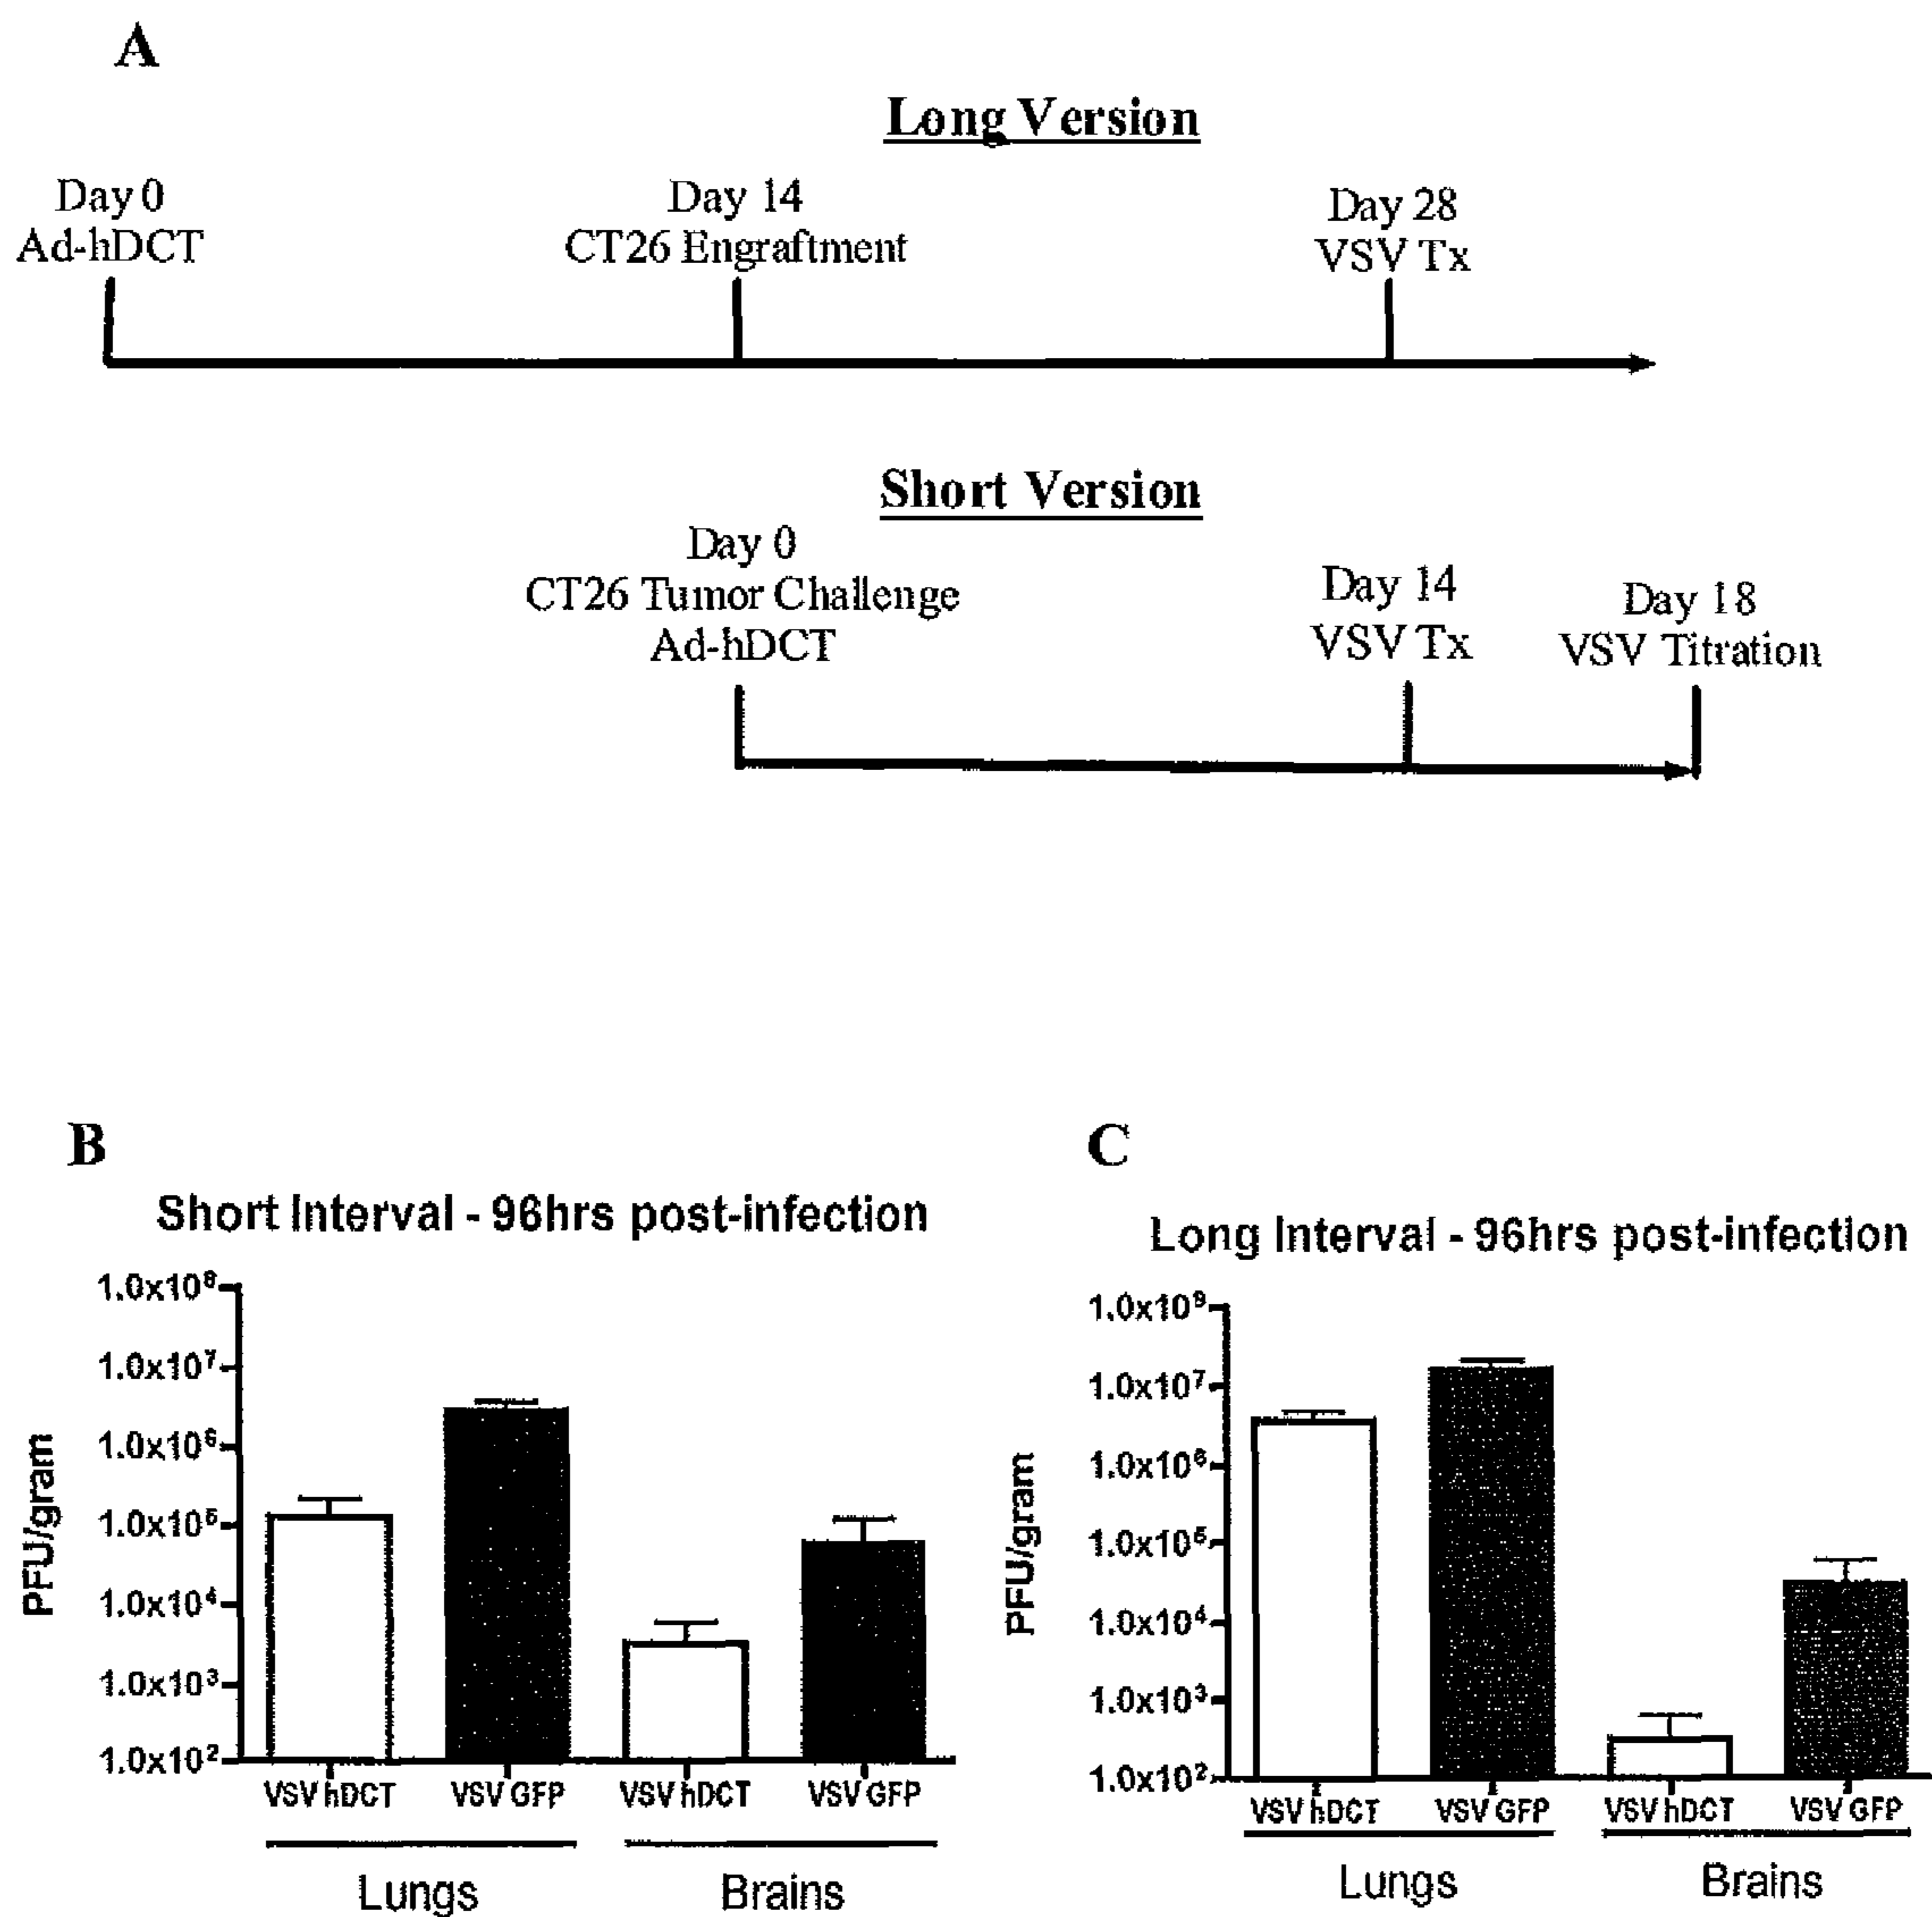 A
Long Version
Day 0
Ad-hDCT
Day 14
CT26 Engraftment
Day 28
VSV Tx
Short Version
Day 0
CT26 Tumor Challenge
Ad-hDCT
Day 14
VSV Tx
Day 18
VSV Titration
B
Short Interval - 96hrs post-infection
PFU/gram
1.0x10⁸
1.0x10⁷
1.0x10⁶
1.0x10⁵
1.0x10⁴
1.0x10³
1.0x10²
VSV hDCT
VSV GFP
VSV hDCT
VSV GFP
Lungs
Brains
C
Long Interval - 96hrs post-infection
PFU/gram
1.0x10⁷
1.0x10⁶
1.0x10⁵
1.0x10⁴
1.0x10³
1.0x10²
VSV hDCT
VSV GFP
VSV hDCT
VSV GFP
Lungs
Brains